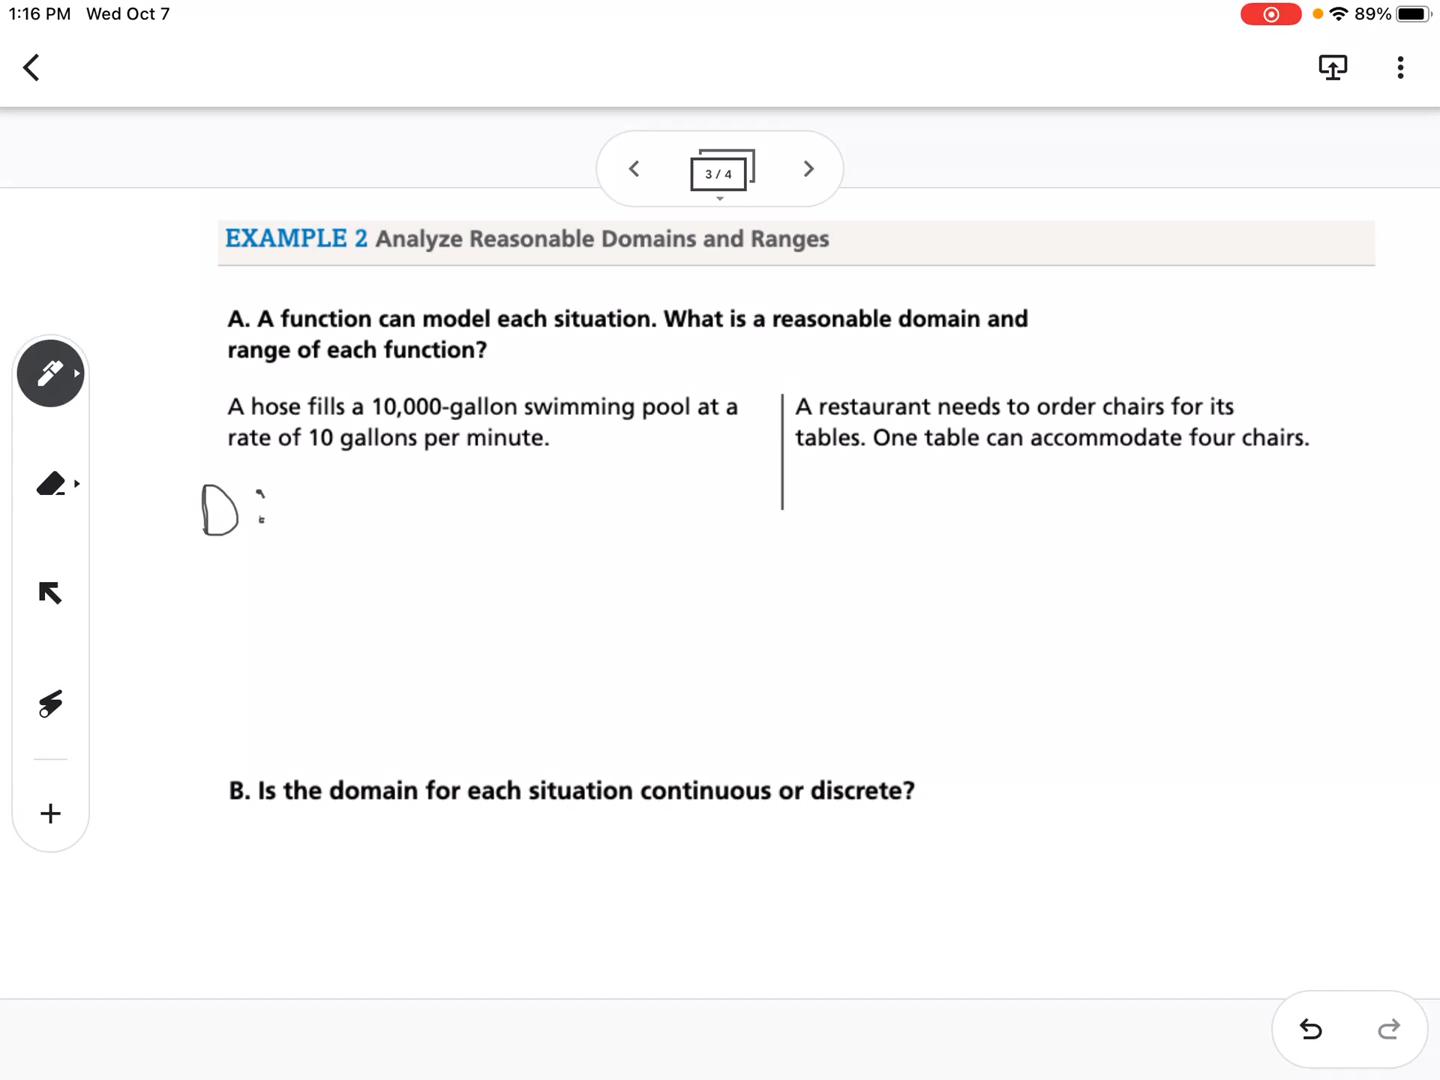 1:16 PM Wed Oct 7
89%
3 / 4
EXAMPLE 2 Analyze Reasonable Domains and Ranges
A. A function can model each situation. What is a reasonable domain and
range of each function?
A hose fills a 10,000-gallon swimming pool at a
rate of 10 gallons per minute.
A restaurant needs to order chairs for its
tables. One table can accommodate four chairs.
D :
B. Is the domain for each situation continuous or discrete?